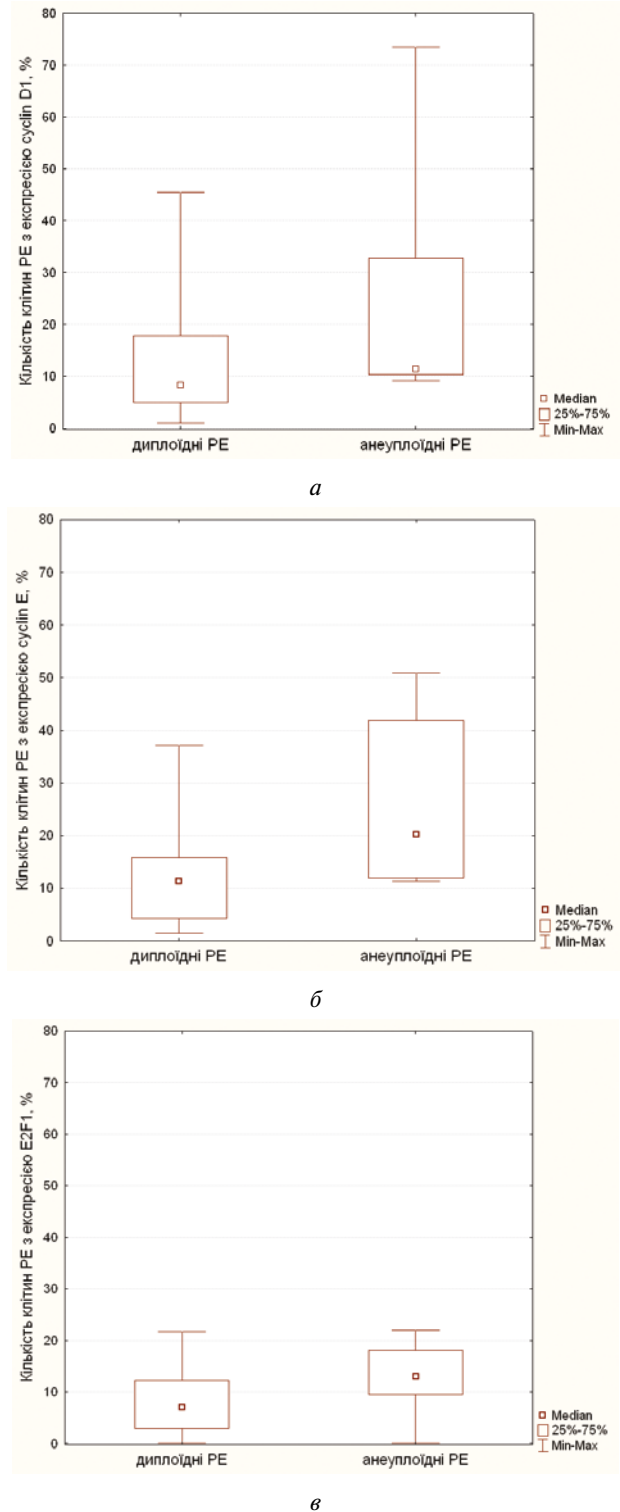 Кількість клітин РЕ з експресією cyclin D1, %
80
70
60
50
40
30
20
10
0
диплоїдні РЕ
анеуплоїдні РЕ
Median
25%-75%
Min-Max
а
Кількість клітин РЕ з експресією cyclin E, %
80
70
60
50
40
30
20
10
0
диплоїдні РЕ
анеуплоїдні РЕ
Median
25%-75%
Min-Max
б
Кількість клітин РЕ з експресією E2F1, %
80
70
60
50
40
30
20
10
0
диплоїдні РЕ
анеуплоїдні РЕ
Median
25%-75%
Min-Max
в